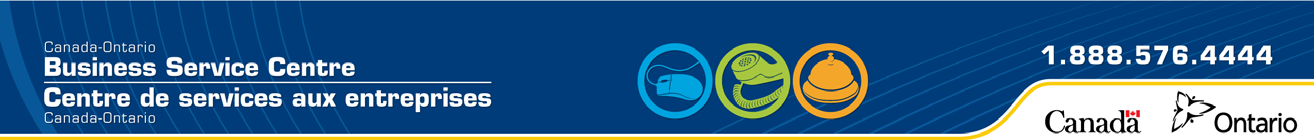 Canada-Ontario
Business Service Centre
Centre de services aux entreprises
Canada-Ontario
1.888.576.4444
Canada
Ontario